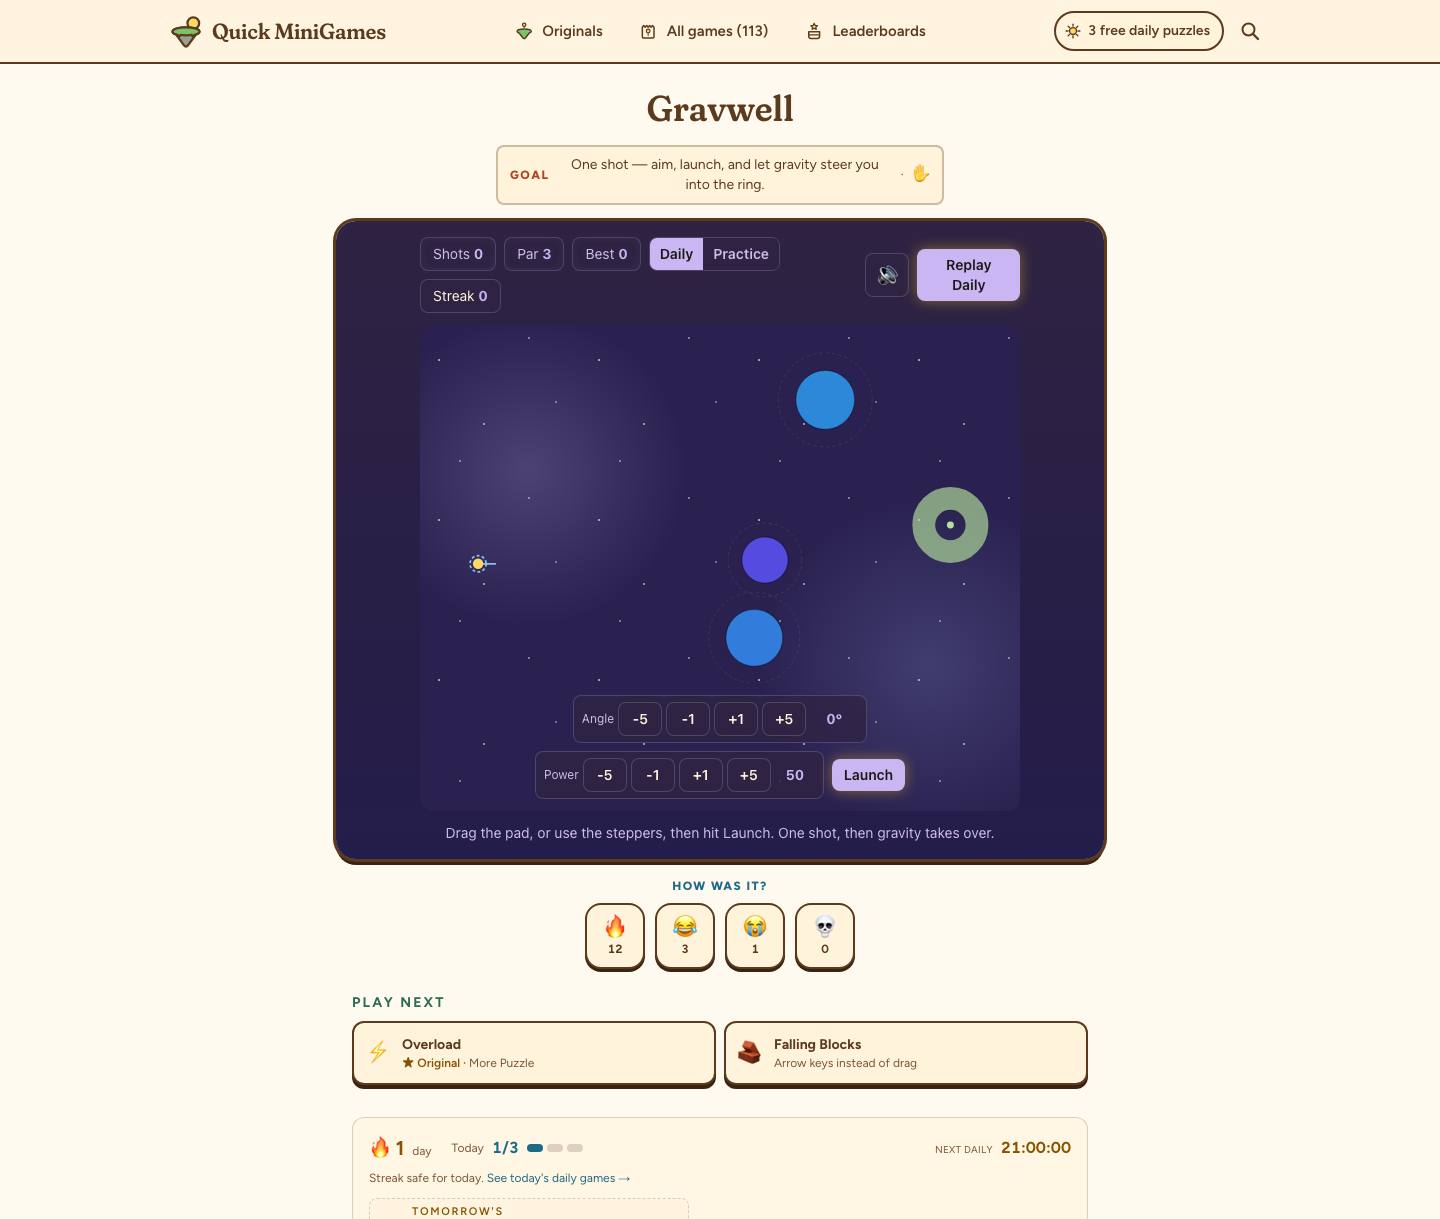 Quick MiniGames
Originals
All games (113)
Leaderboards
3 free daily puzzles
Gravwell
GOAL
One shot — aim, launch, and let gravity steer you
into the ring.
·
Shots 0
Par 3
Best 0
Daily
Practice
Streak 0
Replay
Daily
Angle
-5
-1
+1
+5
0°
Power
-5
-1
+1
+5
50
Launch
Drag the pad, or use the steppers, then hit Launch. One shot, then gravity takes over.
HOW WAS IT?
12
3
1
0
PLAY NEXT
Overload
Original · More Puzzle
Falling Blocks
Arrow keys instead of drag
1 day
Today 1/3
NEXT DAILY 21:00:00
Streak safe for today. See today's daily games →
TOMORROW'S